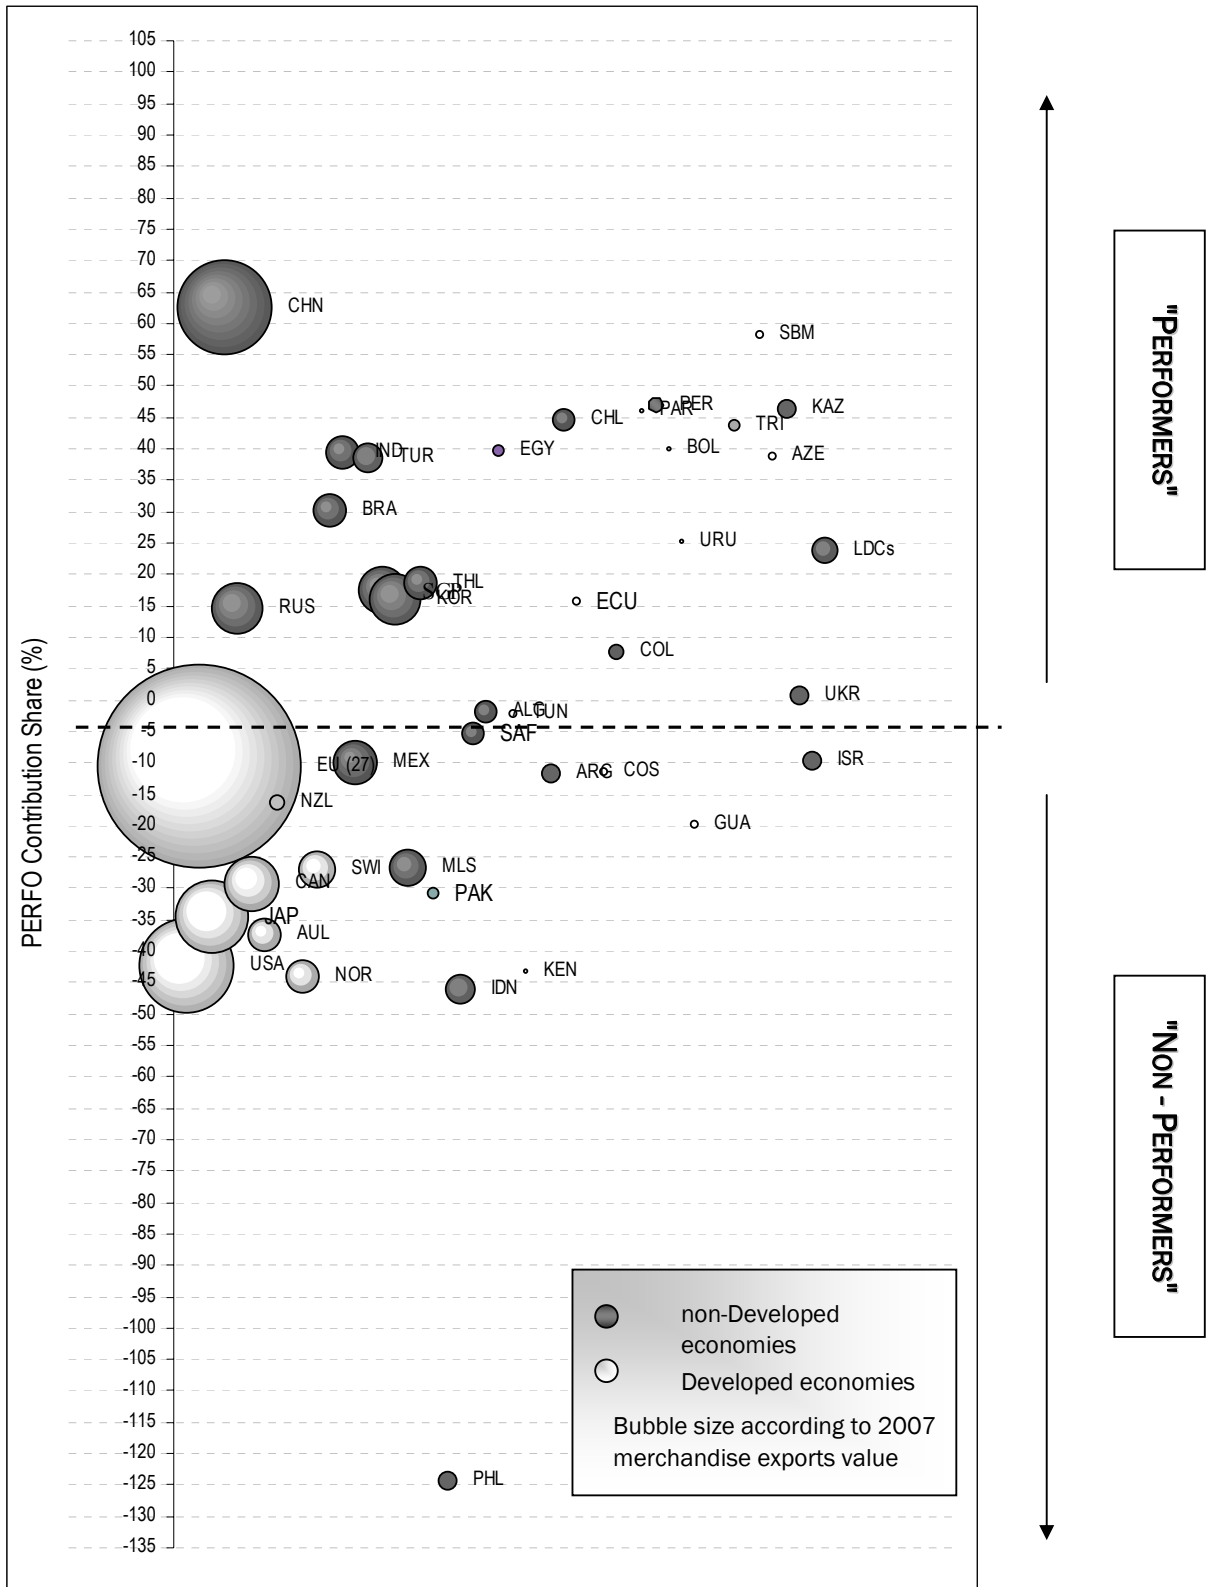 105
100
95
90
85
80
75
70
65
60
55
50
45
40
35
30
25
20
15
10
5
0
-5
-10
-15
-20
-25
-30
-35
-40
-45
-50
-55
-60
-65
-70
-75
-80
-85
-90
-95
-100
-105
-110
-115
-120
-125
-130
-135
PERFO Contribution Share (%)
CHN
SBM
PER
PAR
KAZ
CHL
TRI
IND
TUR
EGY
BOL
AZE
BRA
URU
LDCs
THL
SGP
KOR
RUS
ECU
COL
UKR
ALG
TUN
SAF
EU (27)
MEX
ARG
COS
ISR
NZL
GUA
SWI
MLS
CAN
PAK
JAP
AUL
USA
NOR
KEN
IDN
PHL
non-Developed
economies
Developed economies
Bubble size according to 2007
merchandise exports value
"PERFORMERS"
"NON - PERFORMERS"